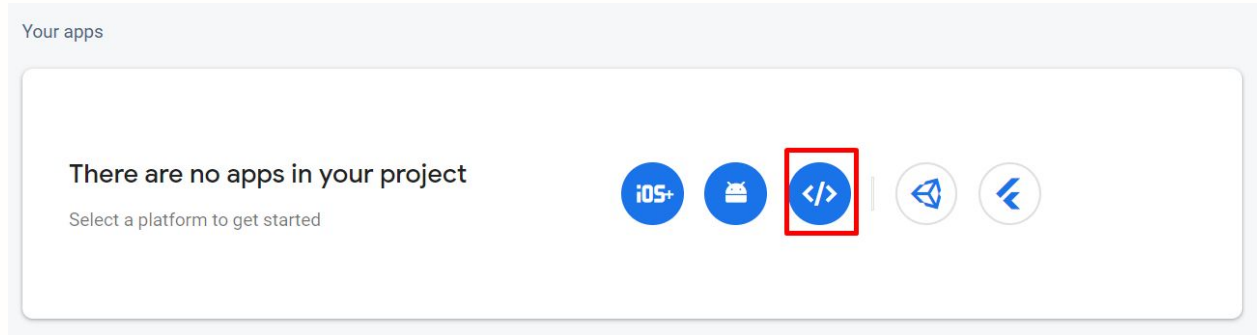 Your apps
There are no apps in your project
Select a platform to get started
iOS+
</>